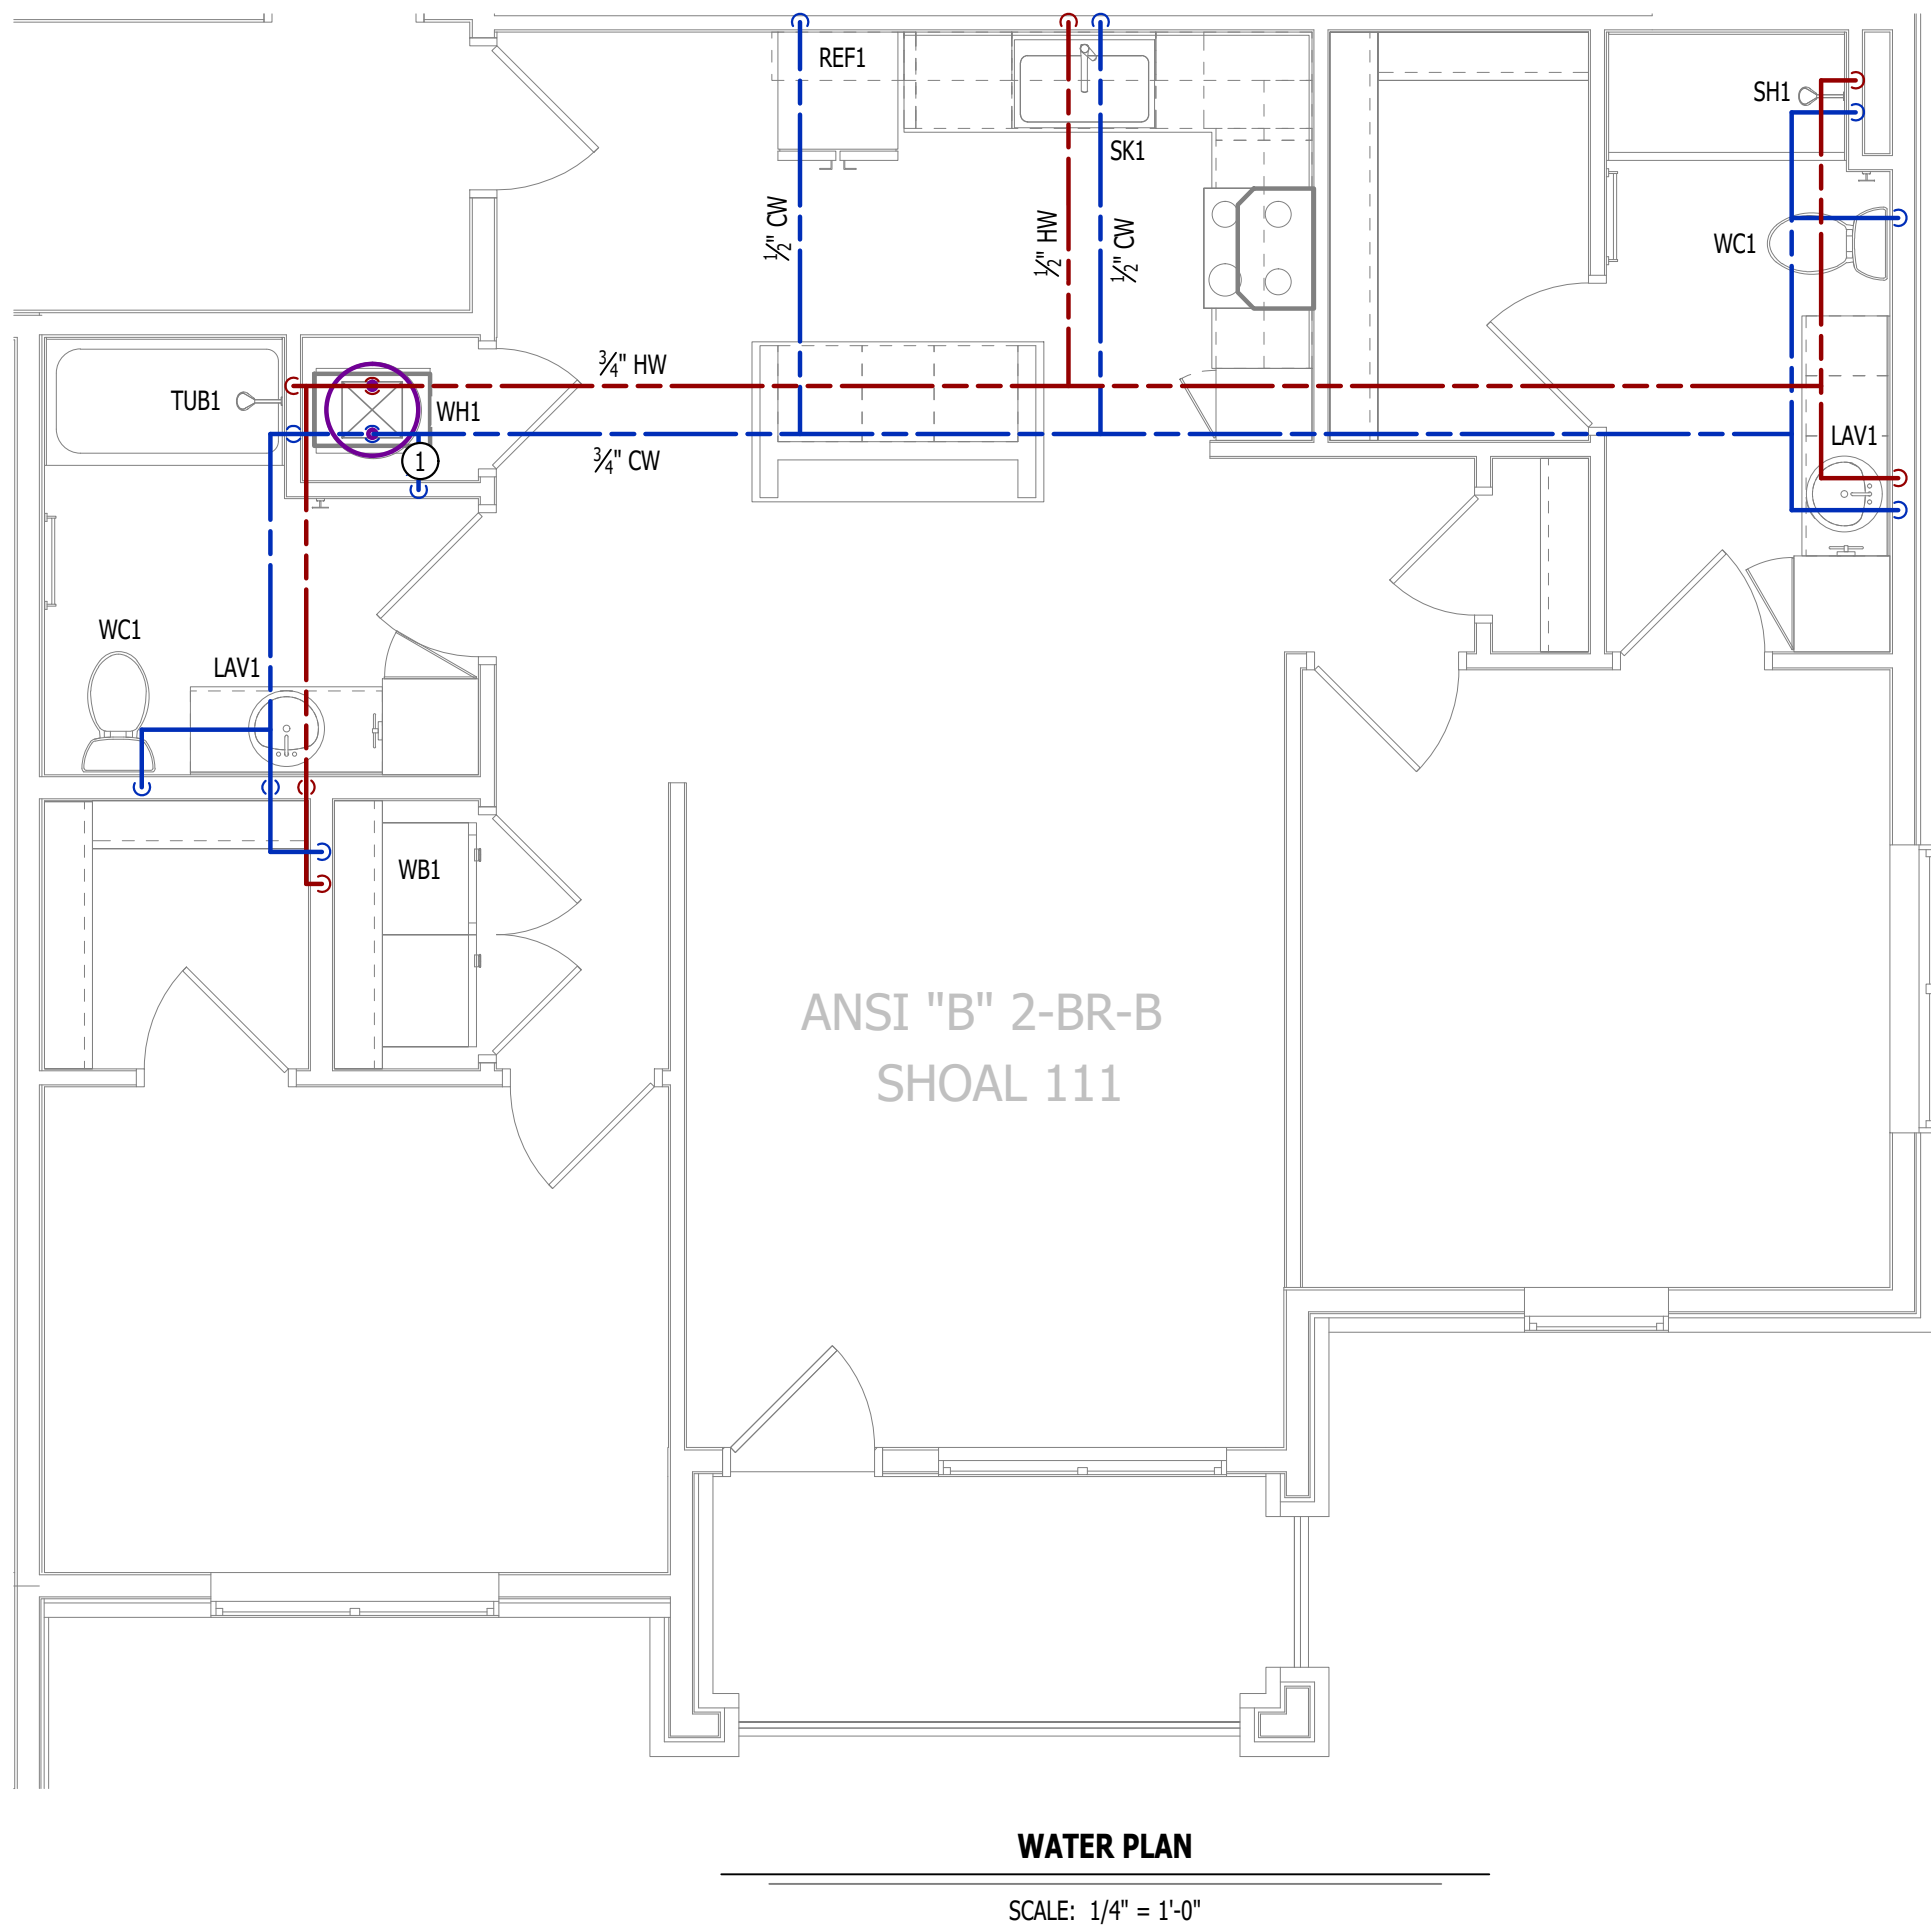 REF1
SH1
SK1
½" CW
½" HW
½" CW
WC1
¾" HW
TUB1
WH1
LAV1
¾" CW
1
WC1
LAV1
WB1
ANSI "B" 2-BR-B
SHOAL 111
WATER PLAN
SCALE: 1/4" = 1'-0"